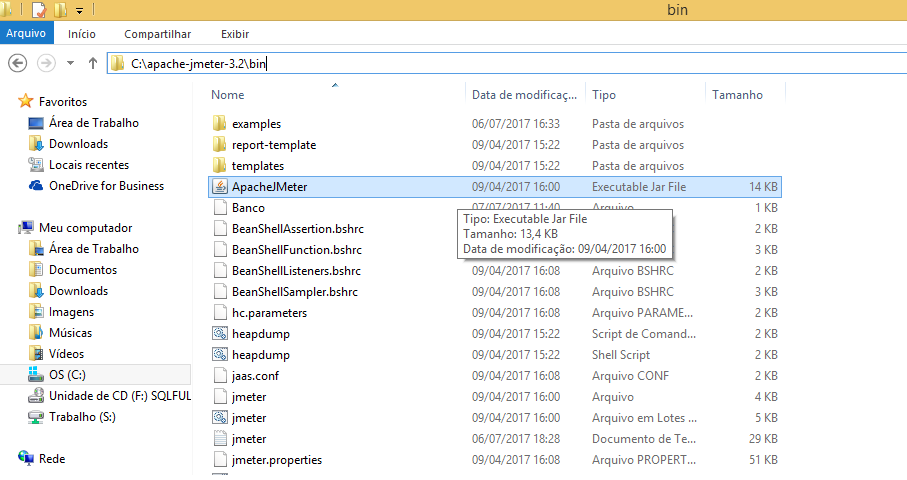 bin
Arquivo Início Compartilhar Exibir
C:\apache-jmeter-3.2\bin
Favoritos
Área de Trabalho
Downloads
Locais recentes
OneDrive for Business
Meu computador
Área de Trabalho
Documentos
Downloads
Imagens
Músicas
Vídeos
OS (C:)
Unidade de CD (F:) SQLFUL
Trabalho (S:)
Rede
Nome Data de modificaç... Tipo Tamanho
examples 06/07/2017 16:33 Pasta de arquivos
report-template 09/04/2017 15:22 Pasta de arquivos
templates 09/04/2017 15:22 Pasta de arquivos
ApacheJMeter 09/04/2017 16:00 Executable Jar File 14 KB
Banco 07/07/2017 11:40 Arquivo 1 KB
Tipo: Executable Jar File
Tamanho: 13,4 KB
Data de modificação: 09/04/2017 16:00
BeanShellAssertion.bshrc 2 KB
BeanShellFunction.bshrc 3 KB
BeanShellListeners.bshrc 09/04/2017 16:08 Arquivo BSHRC 2 KB
BeanShellSampler.bshrc 09/04/2017 16:08 Arquivo BSHRC 3 KB
hc.parameters 09/04/2017 16:08 Arquivo PARAME... 2 KB
heapdump 09/04/2017 15:22 Script de Comand... 2 KB
heapdump 09/04/2017 15:22 Shell Script 2 KB
jaas.conf 09/04/2017 16:08 Arquivo CONF 2 KB
jmeter 09/04/2017 16:00 Arquivo 4 KB
jmeter 09/04/2017 16:00 Arquivo em Lotes 5 KB
jmeter 06/07/2017 18:28 Documento de Te... 29 KB
jmeter.properties 09/04/2017 16:08 Arquivo PROPERT... 51 KB